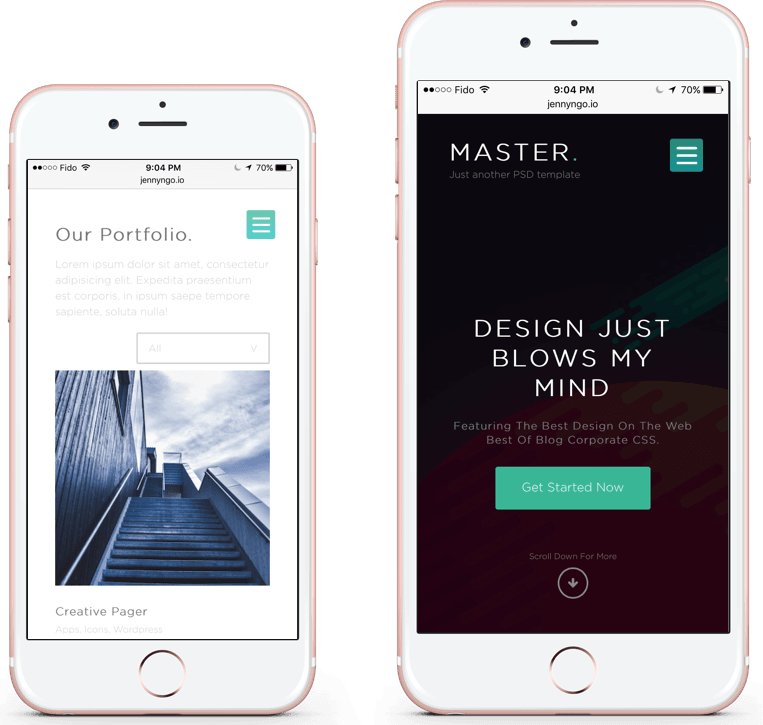 Fido 9:04 PM 70%
jennyngo.io
Our Portfolio.
Lorem ipsum dolor sit amet, consectetur
adipisicing elit. Expedita praesentium
est corporis, in ipsum saepe tempore
sapiente, soluta nulla!
All V
Creative Pager
Apps, Icons, Wordpress
Fido 9:04 PM 70%
jennyngo.io
MASTER.
Just another PSD template
DESIGN JUST
BLOWS MY
MIND
Featuring The Best Design On The Web
Best Of Blog Corporate CSS.
Get Started Now
Scroll Down For More